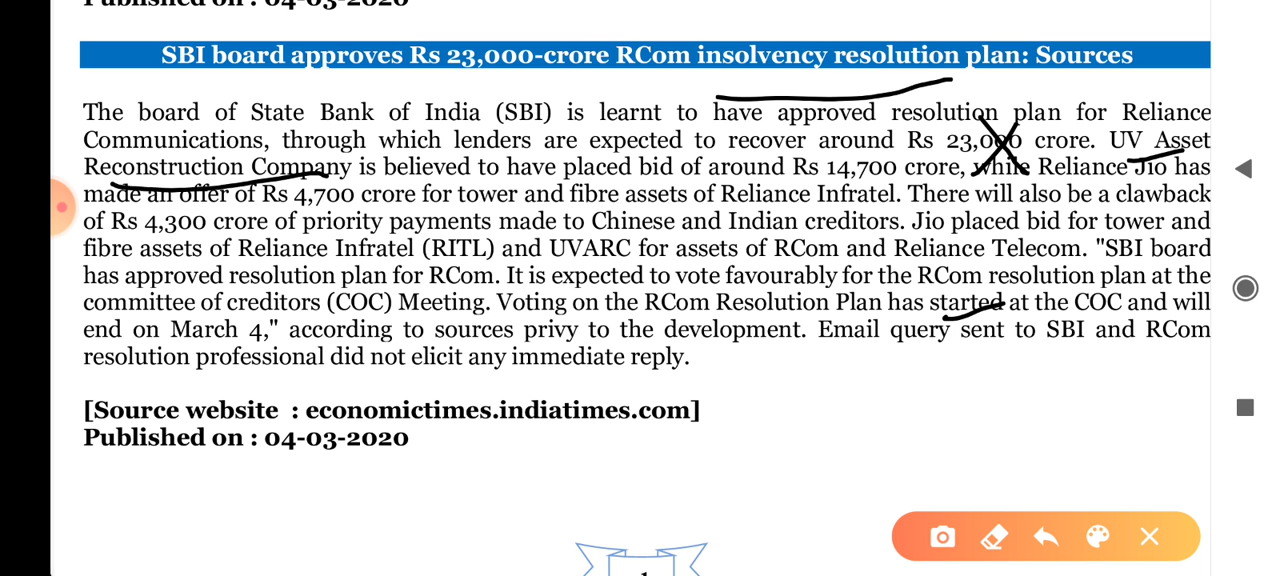 Published on : 04-03-2020
SBI board approves Rs 23,000-crore RCom insolvency resolution plan: Sources
The board of State Bank of India (SBI) is learnt to have approved resolution plan for Reliance
Communications, through which lenders are expected to recover around Rs 23,000 crore. UV Asset
Reconstruction Company is believed to have placed bid of around Rs 14,700 crore, while Reliance Jio has
made an offer of Rs 4,700 crore for tower and fibre assets of Reliance Infratel. There will also be a clawback
of Rs 4,300 crore of priority payments made to Chinese and Indian creditors. Jio placed bid for tower and
fibre assets of Reliance Infratel (RITL) and UVARC for assets of RCom and Reliance Telecom. "SBI board
has approved resolution plan for RCom. It is expected to vote favourably for the RCom resolution plan at the
committee of creditors (COC) Meeting. Voting on the RCom Resolution Plan has started at the COC and will
end on March 4," according to sources privy to the development. Email query sent to SBI and RCom
resolution professional did not elicit any immediate reply.
[Source website : economictimes.indiatimes.com]
Published on : 04-03-2020